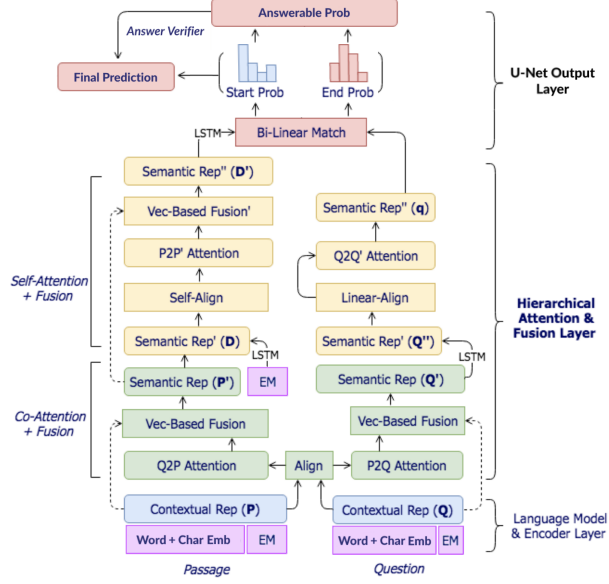 Answerable Prob
Answer Verifier
Final Prediction
Start Prob
End Prob
U-Net Output
Layer
LSTM
Bi-Linear Match
Semantic Rep'' (D')
Vec-Based Fusion'
Semantic Rep'' (q)
P2P' Attention
Q2Q' Attention
Self-Attention
+ Fusion
Self-Align
Linear-Align
Hierarchical
Attention &
Fusion Layer
Semantic Rep' (D)
Semantic Rep' (Q'')
LSTM
LSTM
Semantic Rep (P')
EM
Semantic Rep (Q')
Co-Attention
+ Fusion
Vec-Based Fusion
Vec-Based Fusion
Q2P Attention
Align
P2Q Attention
Contextual Rep (P)
Contextual Rep (Q)
Language Model
& Encoder Layer
Word + Char Emb
EM
Word + Char Emb
EM
Passage
Question